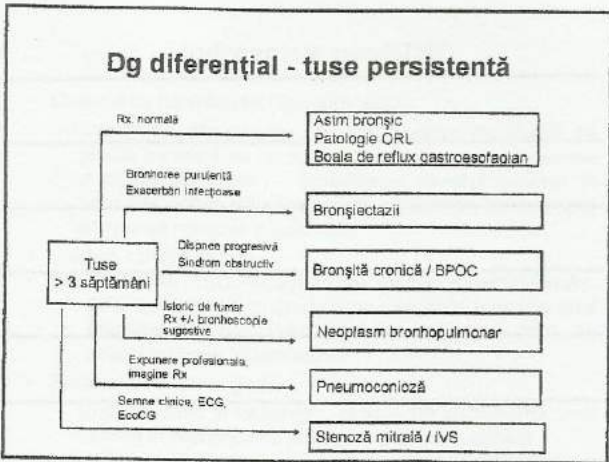 Dg diferențial - tuse persistentă
Rx. normală
Astm bronșic
Patologie ORL
Boala de reflux gastroesofagian
Bronhoree purulentă
Exacerbări infecțioase
Bronșiectazii
Tuse
> 3 săptămâni
Dispnee progresivă
Sindrom obstructiv
Bronșită cronică / BPOC
Istoric de fumat
Rx +/- bronhoscopie
sugestive
Neoplasm bronhopulmonar
Expunere profesionala,
imagine Rx
Pneumoconioză
Semne clinice, ECG,
EcoCG
Stenoză mitrală / IVS